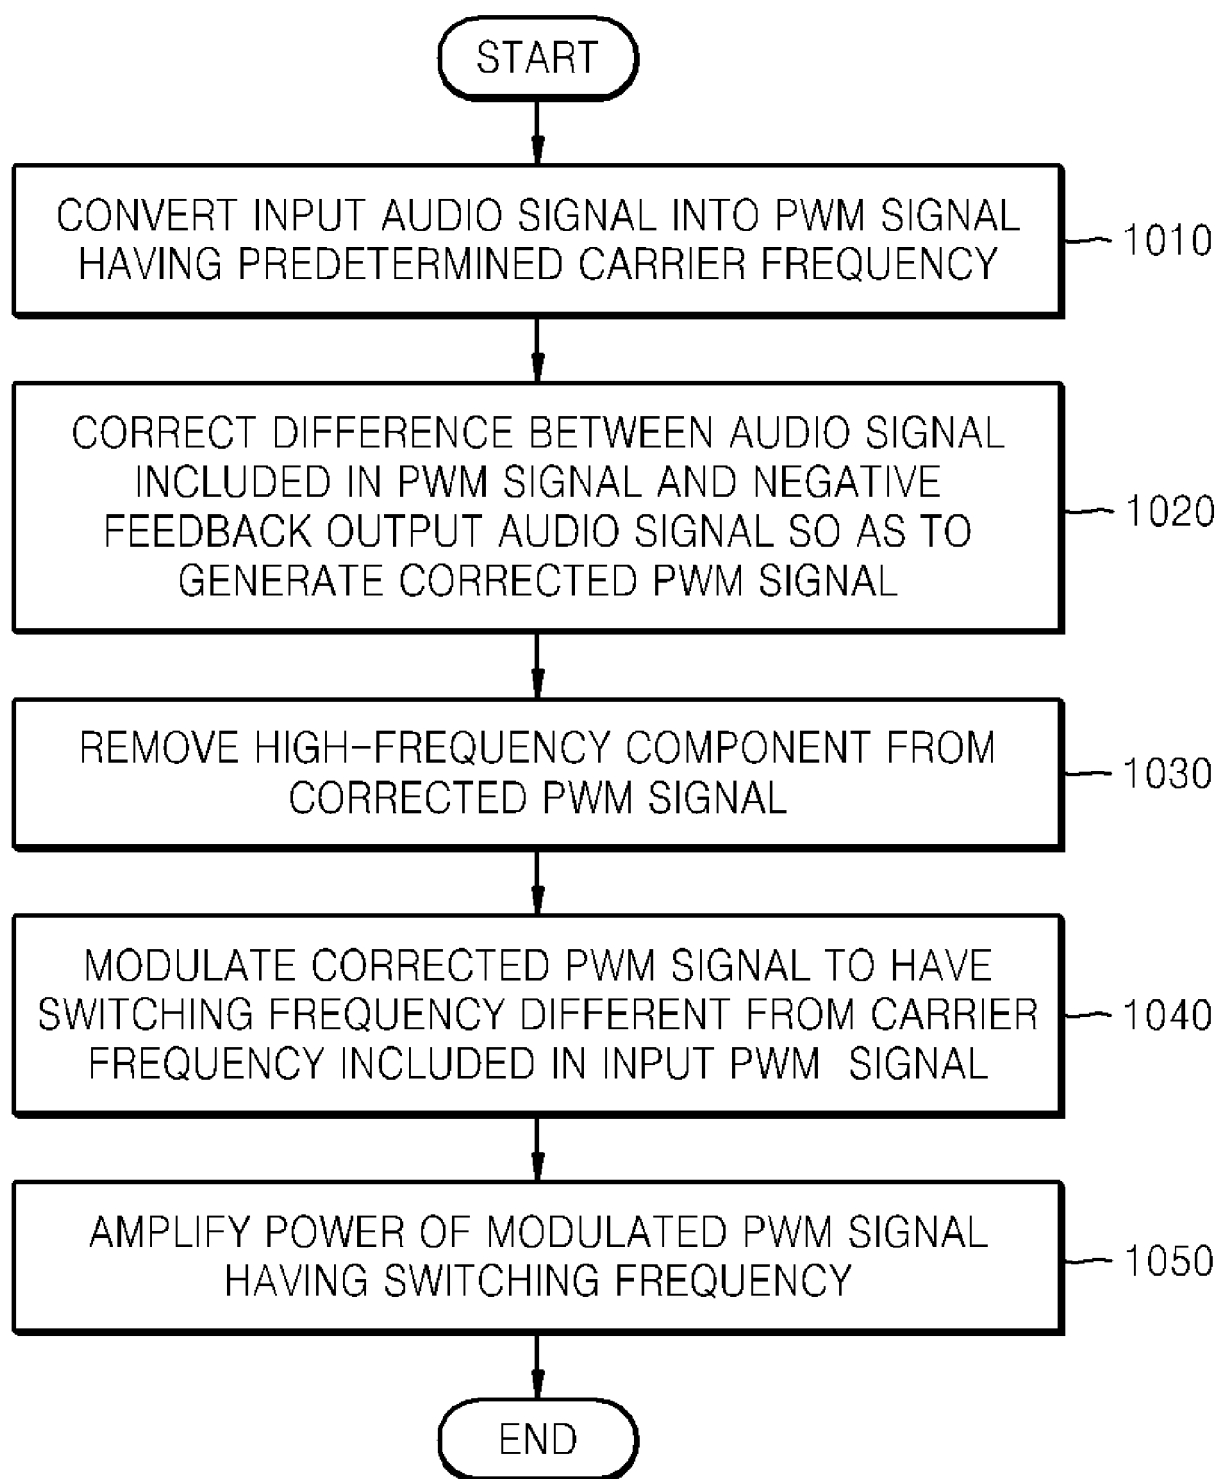 START
CONVERT INPUT AUDIO SIGNAL INTO PWM SIGNAL
HAVING PREDETERMINED CARRIER FREQUENCY
1010
CORRECT DIFFERENCE BETWEEN AUDIO SIGNAL
INCLUDED IN PWM SIGNAL AND NEGATIVE
FEEDBACK OUTPUT AUDIO SIGNAL SO AS TO
GENERATE CORRECTED PWM SIGNAL
1020
REMOVE HIGH-FREQUENCY COMPONENT FROM
CORRECTED PWM SIGNAL
1030
MODULATE CORRECTED PWM SIGNAL TO HAVE
SWITCHING FREQUENCY DIFFERENT FROM CARRIER
FREQUENCY INCLUDED IN INPUT PWM SIGNAL
1040
AMPLIFY POWER OF MODULATED PWM SIGNAL
HAVING SWITCHING FREQUENCY
1050
END